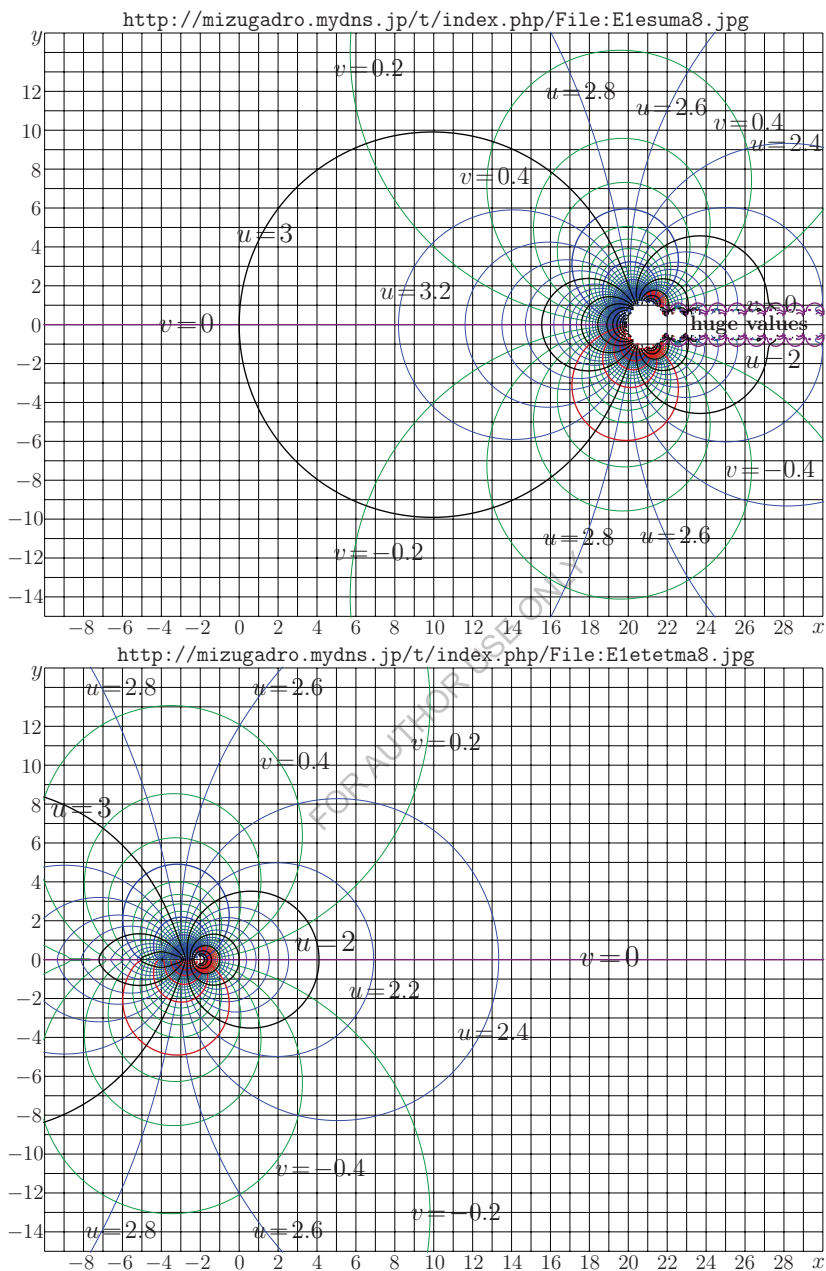 http://mizugadro.mydns.jp/t/index.php/File:E1esuma8.jpg
y
v=0.2
12
u=2.8
u=2.6
10
v=0.4
u=2.4
8
v=0.4
6
u=3
4
2
u=3.2
0
v=0
v=0
huge values
−2
u=2
−4
−6
v=−0.4
−8
−10
u=2.8
u=2.6
−12
v=−0.2
−14
−8 −6 −4 −2 0 2 4 6 8 10 12 14 16 18 20 22 24 26 28 x
FOR AUTHOR USE ONLY
http://mizugadro.mydns.jp/t/index.php/File:E1etetma8.jpg
y
u=2.8
u=2.6
12
v=0.2
10
v=0.4
8
u=3
6
4
2
u=2
0
v=0
−2
u=2.2
−4
u=2.4
−6
−8
−10
v=−0.4
−12
v=−0.2
−14
u=2.8
u=2.6
−8 −6 −4 −2 0 2 4 6 8 10 12 14 16 18 20 22 24 26 28 x